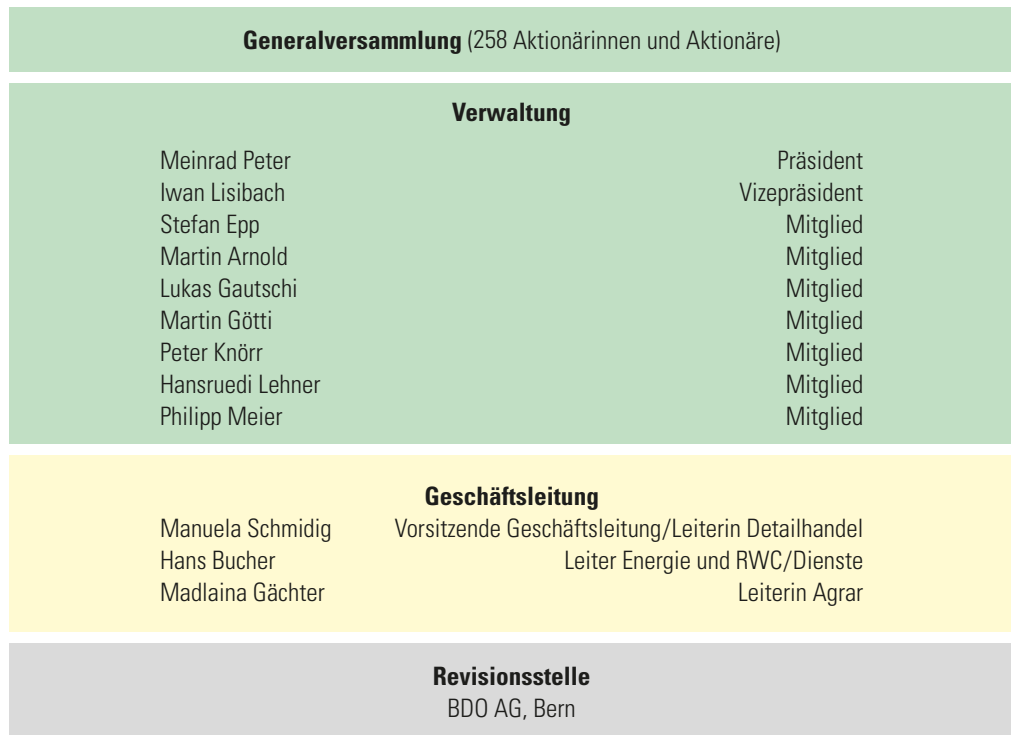 Generalversammlung (258 Aktionärinnen und Aktionäre)
Verwaltung
Meinrad Peter Präsident
Iwan Lisibach Vizepräsident
Stefan Epp Mitglied
Martin Arnold Mitglied
Lukas Gautschi Mitglied
Martin Götti Mitglied
Peter Knörr Mitglied
Hansruedi Lehner Mitglied
Philipp Meier Mitglied
Geschäftsleitung
Manuela Schmidig Vorsitzende Geschäftsleitung/Leiterin Detailhandel
Hans Bucher Leiter Energie und RWC/Dienste
Madlaina Gächter Leiterin Agrar
Revisionsstelle
BDO AG, Bern